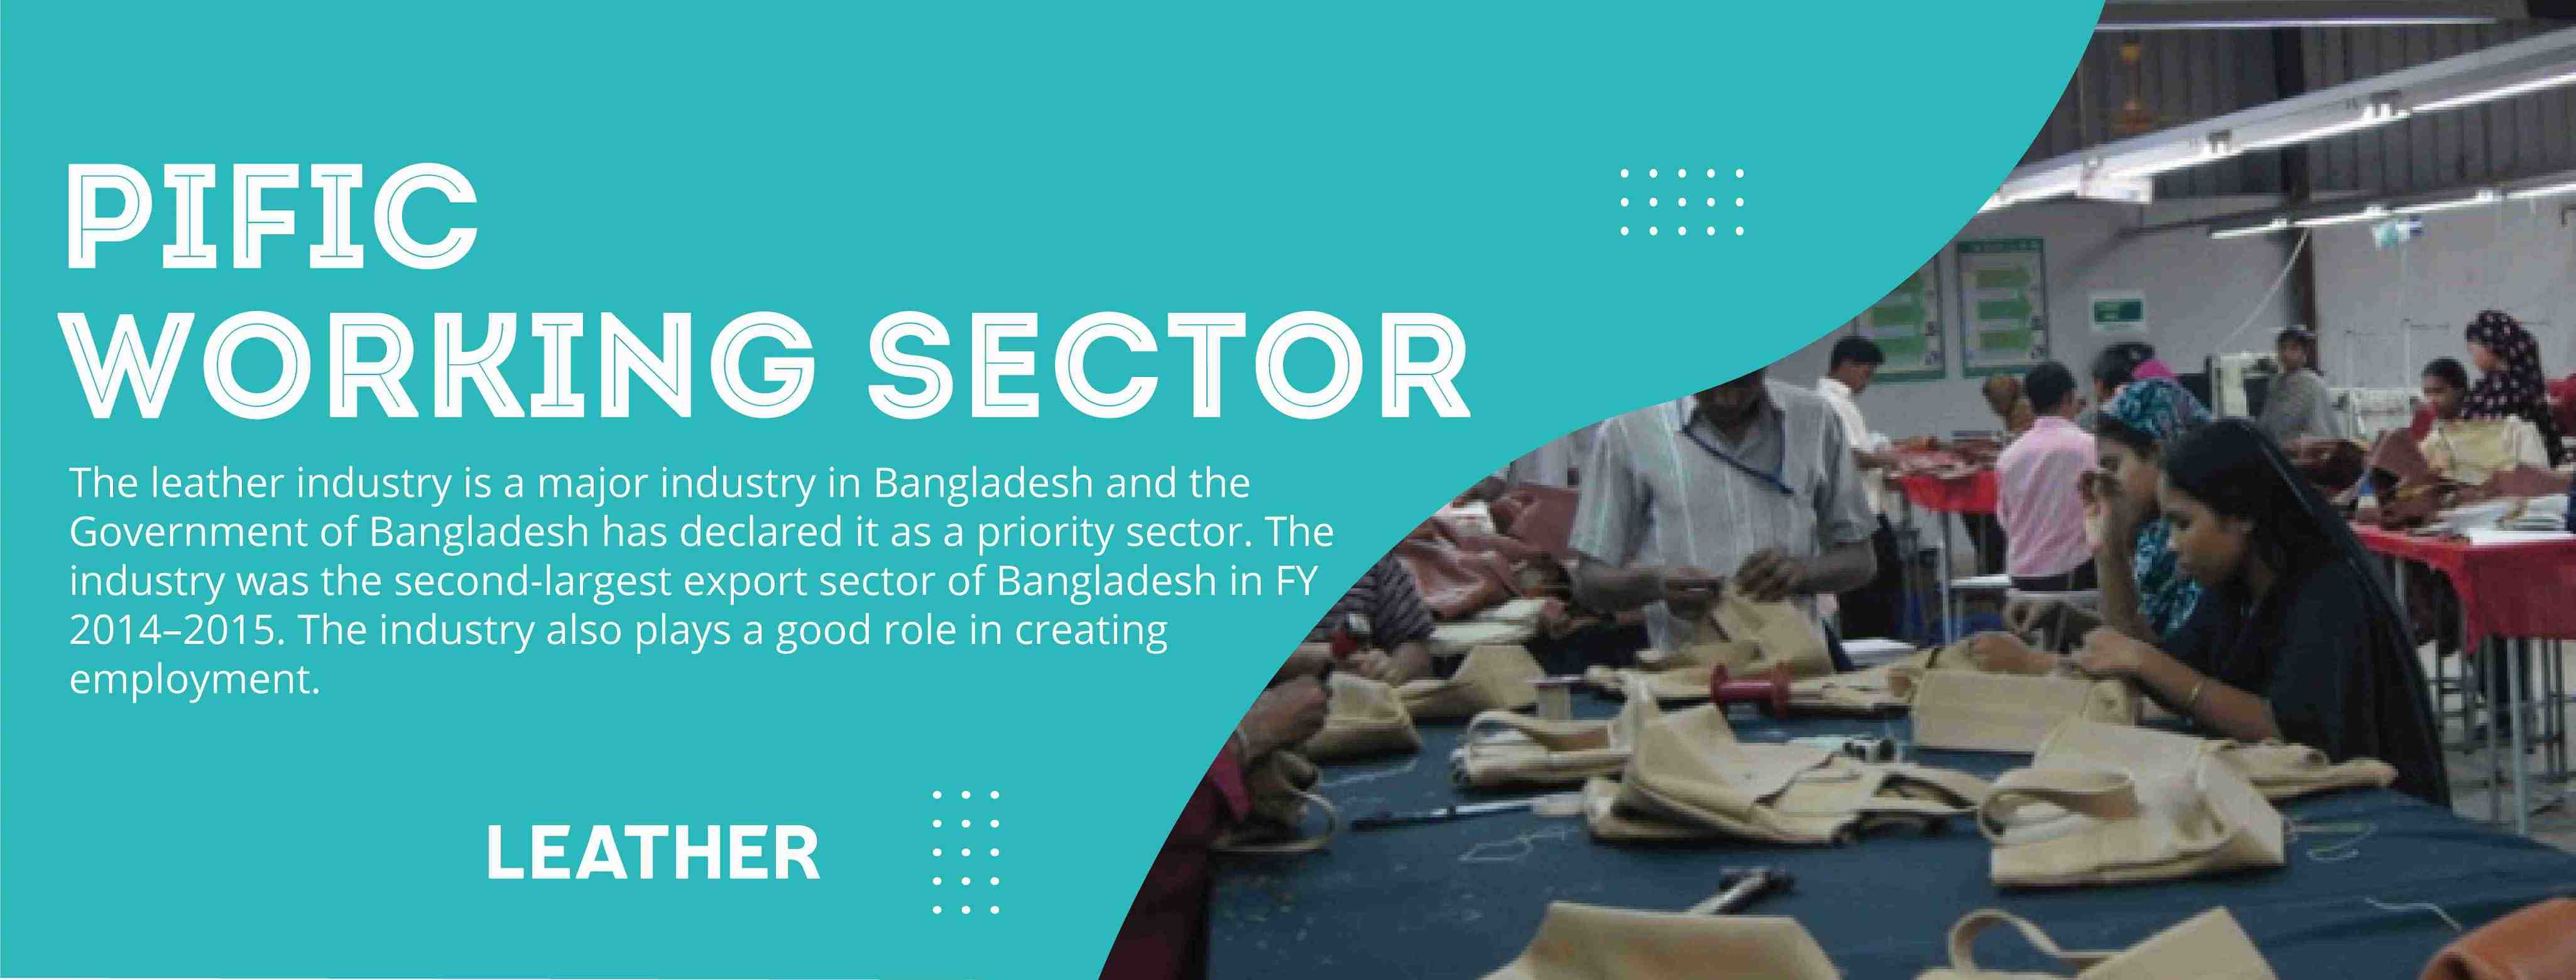 PIFIC
WORKING SECTOR
The leather industry is a major industry in Bangladesh and the
Government of Bangladesh has declared it as a priority sector. The
industry was the second-largest export sector of Bangladesh in FY
2014–2015. The industry also plays a good role in creating
employment.
LEATHER